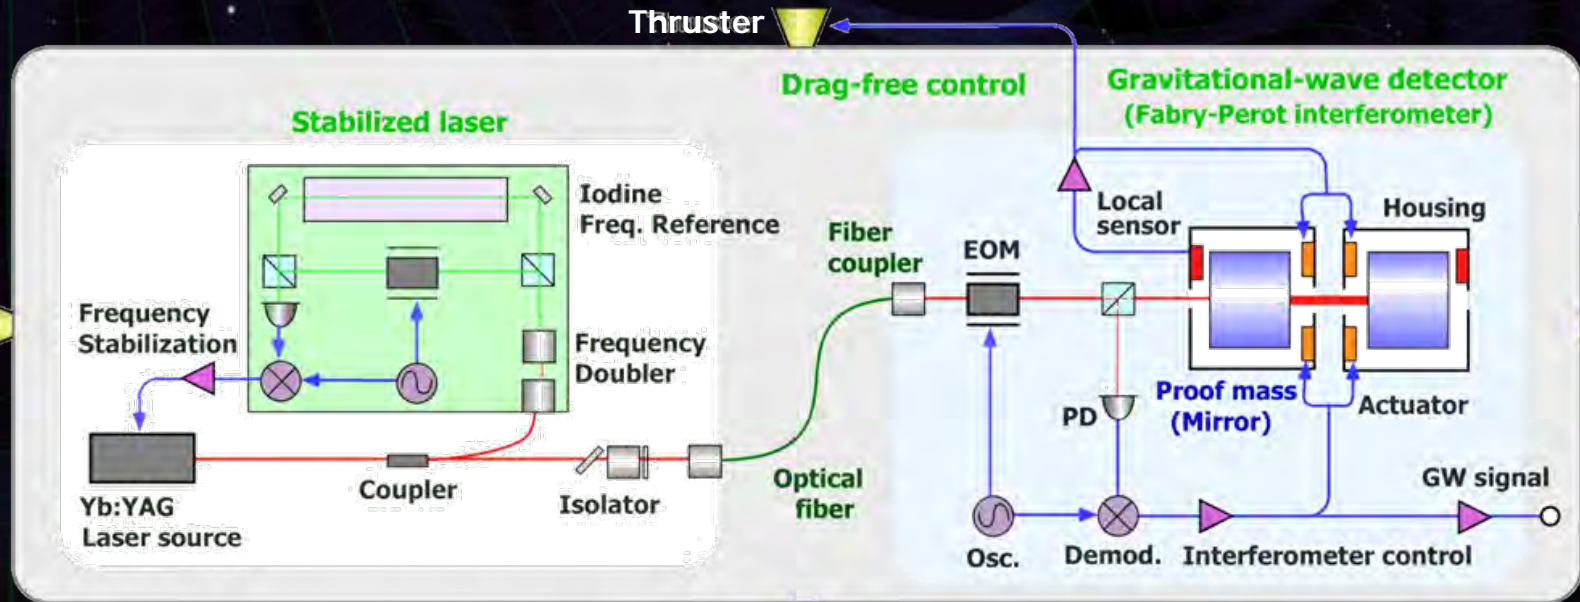 Thruster
Drag-free control
Gravitational-wave detector
(Fabry-Perot interferometer)
Stabilized laser
Iodine
Freq. Reference
Local
sensor
Housing
Fiber
coupler
EOM
Frequency
Stabilization
Frequency
Doubler
Proof mass
(Mirror)
Actuator
PD
Coupler
Isolator
Optical
fiber
GW signal
Yb:YAG
Laser source
Osc.
Demod.
Interferometer control